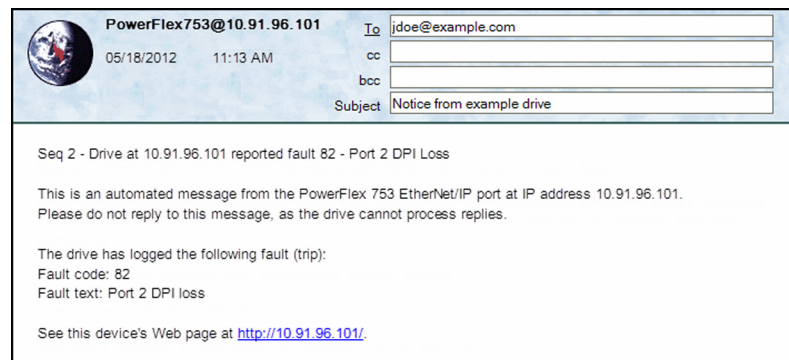 PowerFlex753@10.91.96.101
05/18/2012 11:13 AM
To jdoe@example.com
cc
bcc
Subject Notice from example drive
Seq 2 - Drive at 10.91.96.101 reported fault 82 - Port 2 DPI Loss
This is an automated message from the PowerFlex 753 EtherNet/IP port at IP address 10.91.96.101.
Please do not reply to this message, as the drive cannot process replies.
The drive has logged the following fault (trip):
Fault code: 82
Fault text: Port 2 DPI loss
See this device's Web page at http://10.91.96.101/.